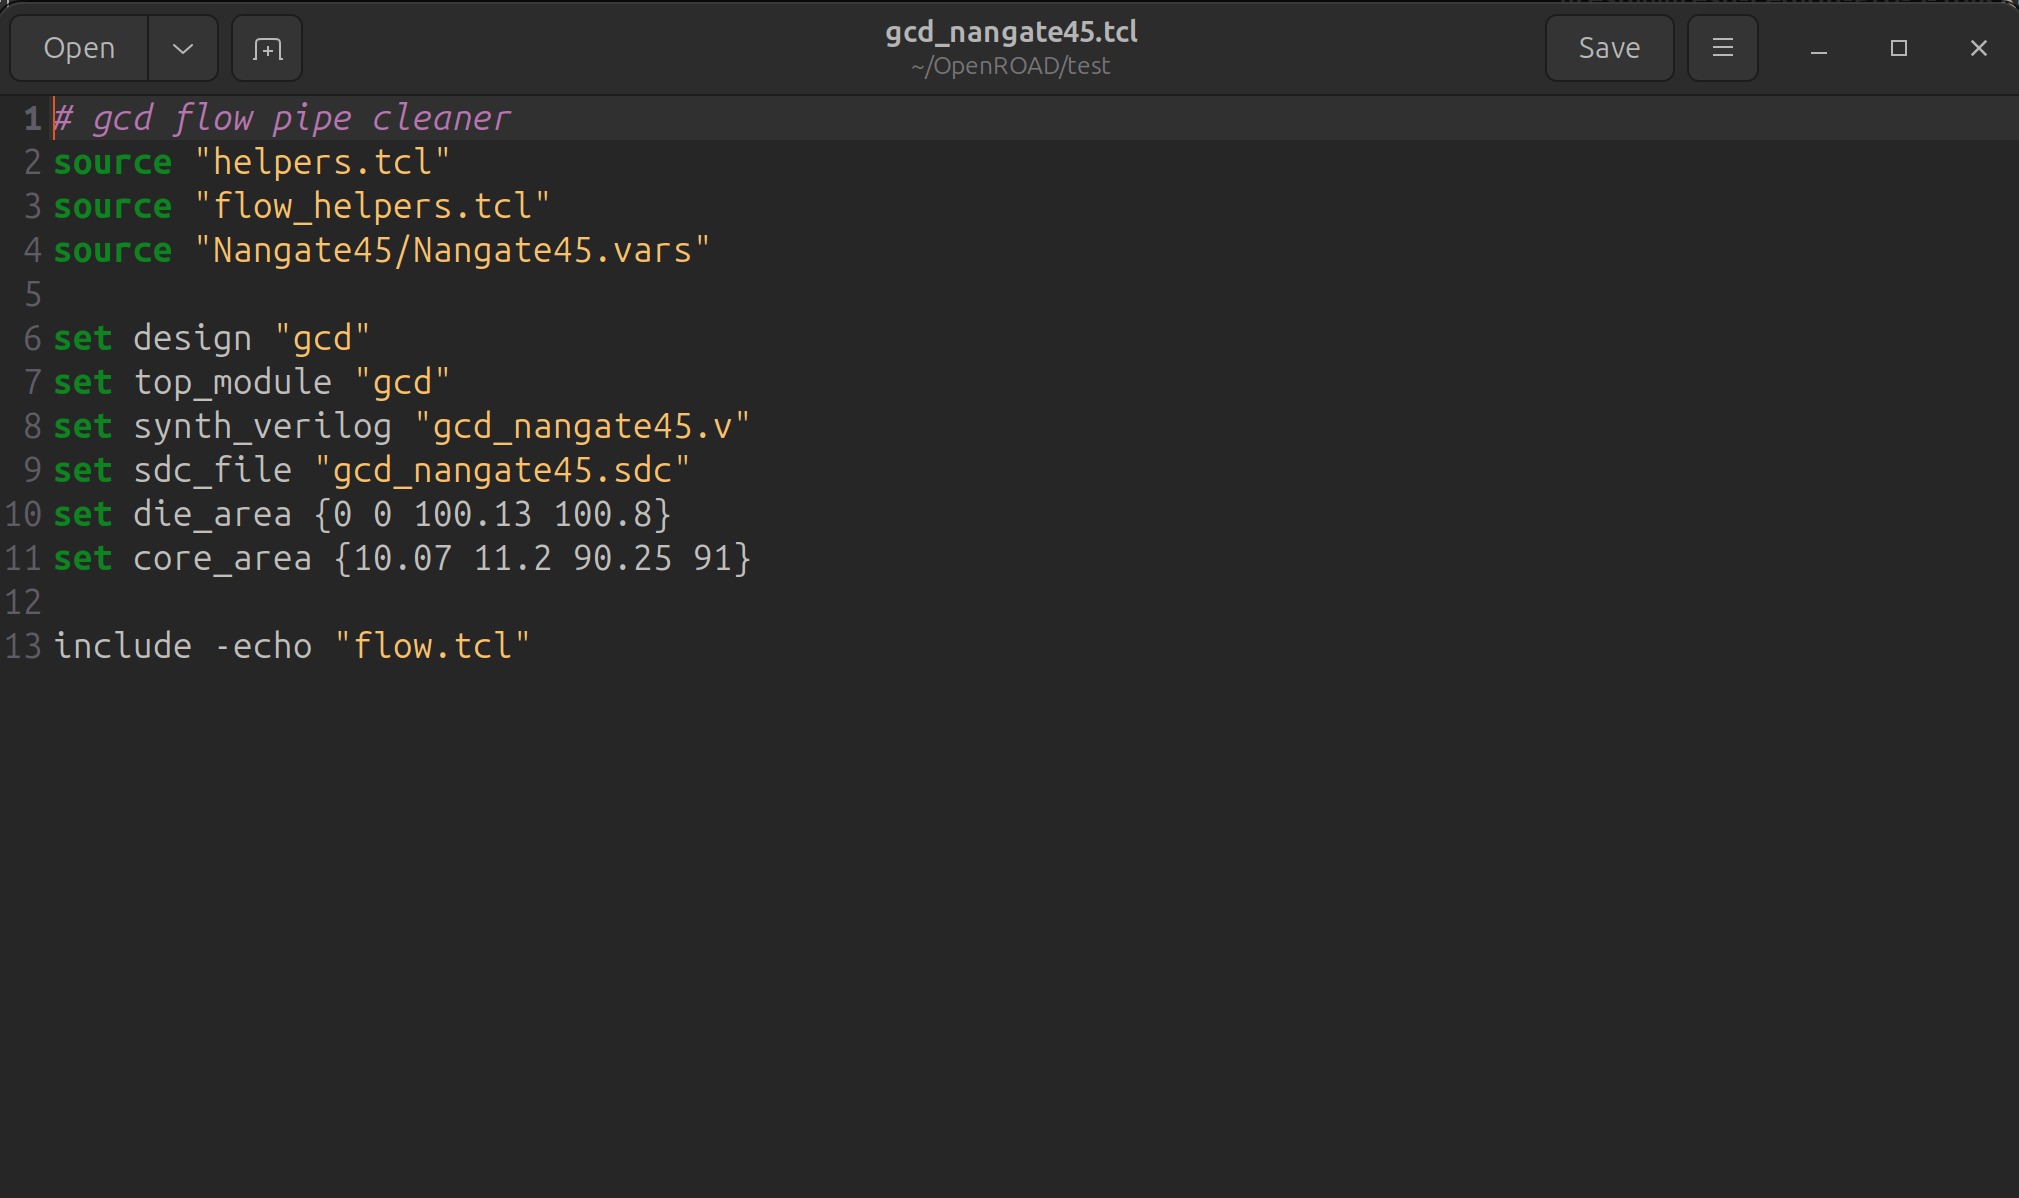 Open
gcd_nangate45.tcl
~/OpenROAD/test
Save
1 # gcd flow pipe cleaner
2 source "helpers.tcl"
3 source "flow_helpers.tcl"
4 source "Nangate45/Nangate45.vars"
5
6 set design "gcd"
7 set top_module "gcd"
8 set synth_verilog "gcd_nangate45.v"
9 set sdc_file "gcd_nangate45.sdc"
10 set die_area {0 0 100.13 100.8}
11 set core_area {10.07 11.2 90.25 91}
12
13 include -echo "flow.tcl"